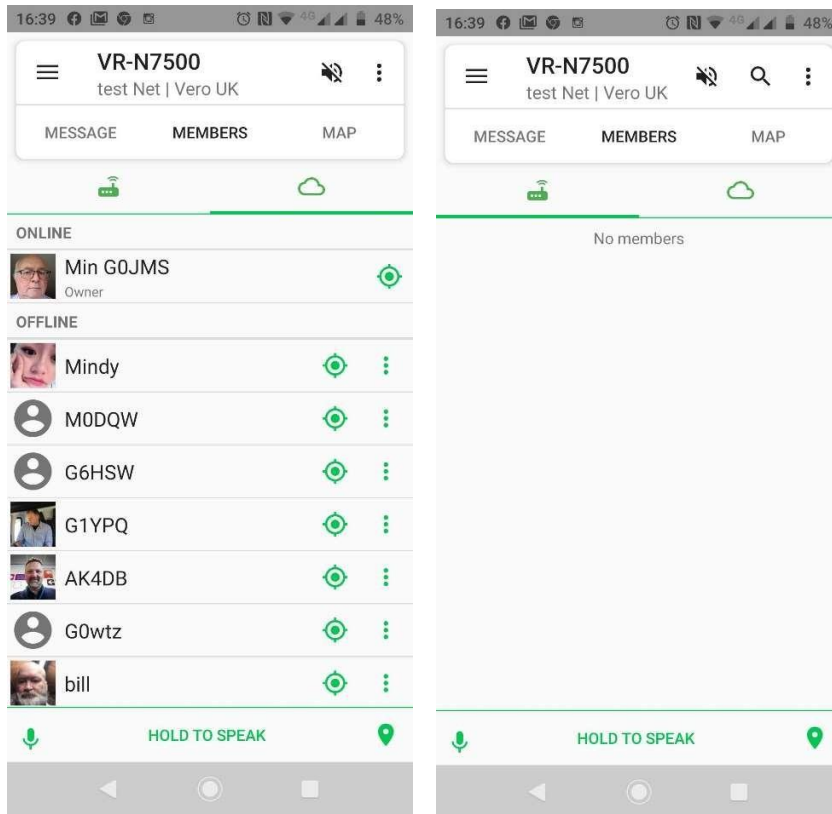 16:39 4G 48%
VR-N7500
test Net | Vero UK
MESSAGE MEMBERS MAP
ONLINE
Min G0JMS
Owner
OFFLINE
Mindy
M0DQW
G6HSW
G1YPQ
AK4DB
G0wtz
bill
HOLD TO SPEAK
16:39 4G 48%
VR-N7500
test Net | Vero UK
MESSAGE MEMBERS MAP
No members
HOLD TO SPEAK